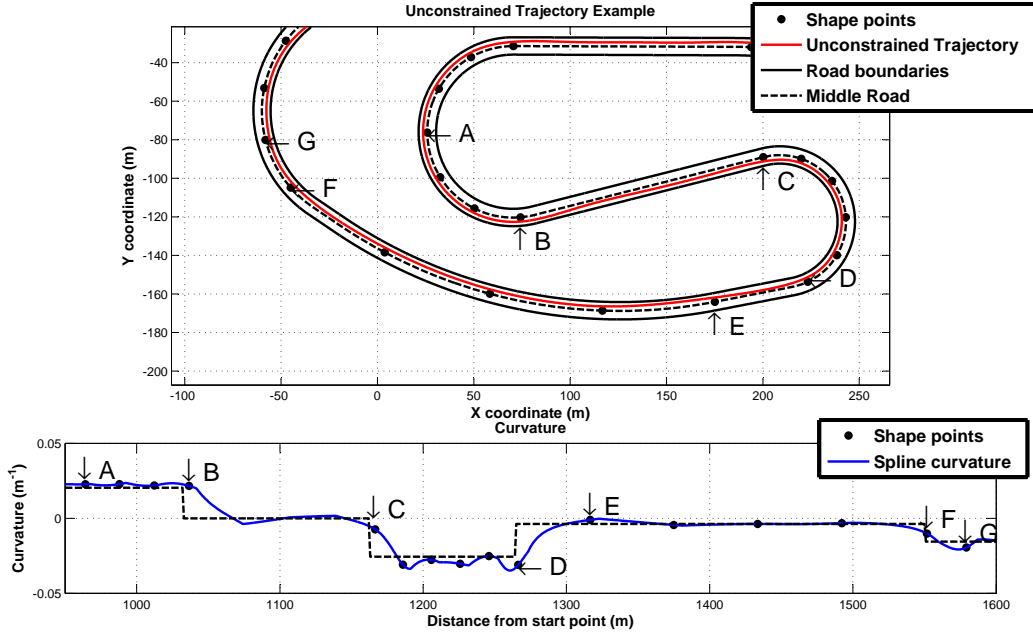 Unconstrained Trajectory Example
Shape points
Unconstrained Trajectory
Road boundaries
Middle Road
Y coordinate (m)
-40
-60
-80
-100
-120
-140
-160
-180
-200
A
G
F
C
B
D
E
-100
-50
0
50
100
150
200
250
X coordinate (m)
Curvature
Shape points
Spline curvature
Curvature (m⁻¹)
0.05
0
-0.05
A
B
C
D
E
F
G
1000
1100
1200
1300
1400
1500
1600
Distance from start point (m)